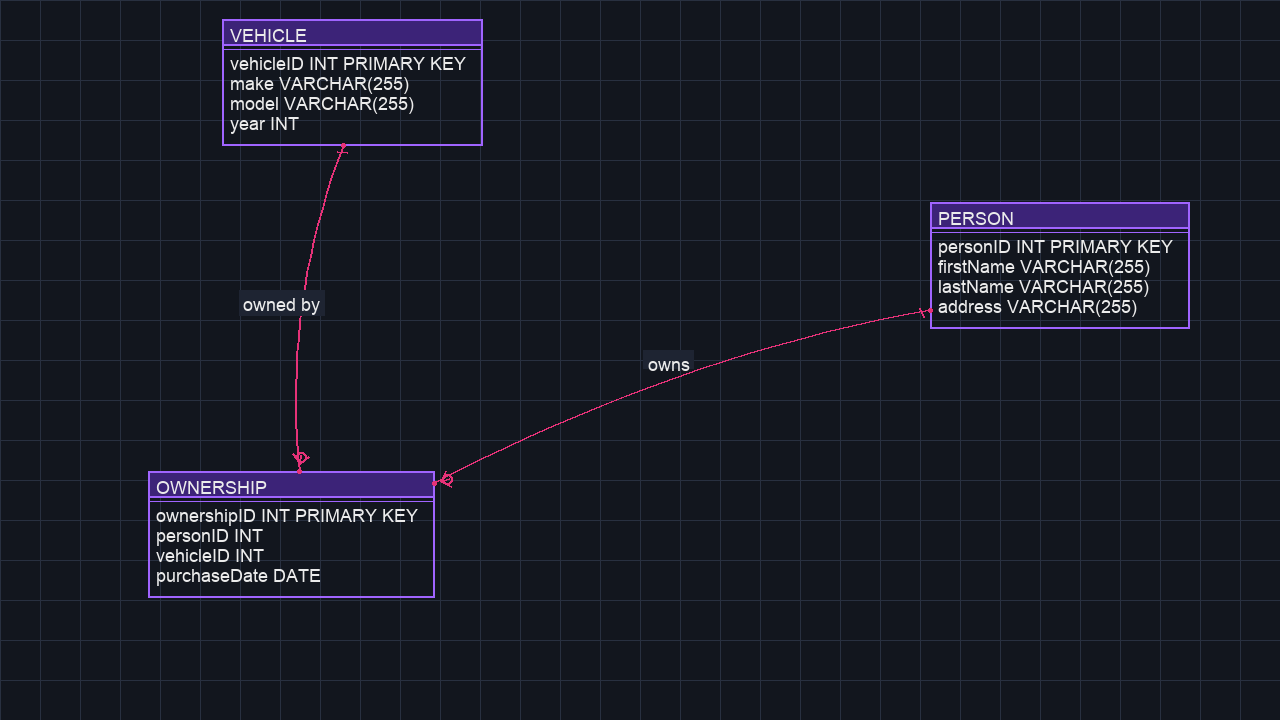 VEHICLE
vehicleID INT PRIMARY KEY
make VARCHAR(255)
model VARCHAR(255)
year INT
PERSON
personID INT PRIMARY KEY
firstName VARCHAR(255)
lastName VARCHAR(255)
address VARCHAR(255)
owned by
owns
OWNERSHIP
ownershipID INT PRIMARY KEY
personID INT
vehicleID INT
purchaseDate DATE